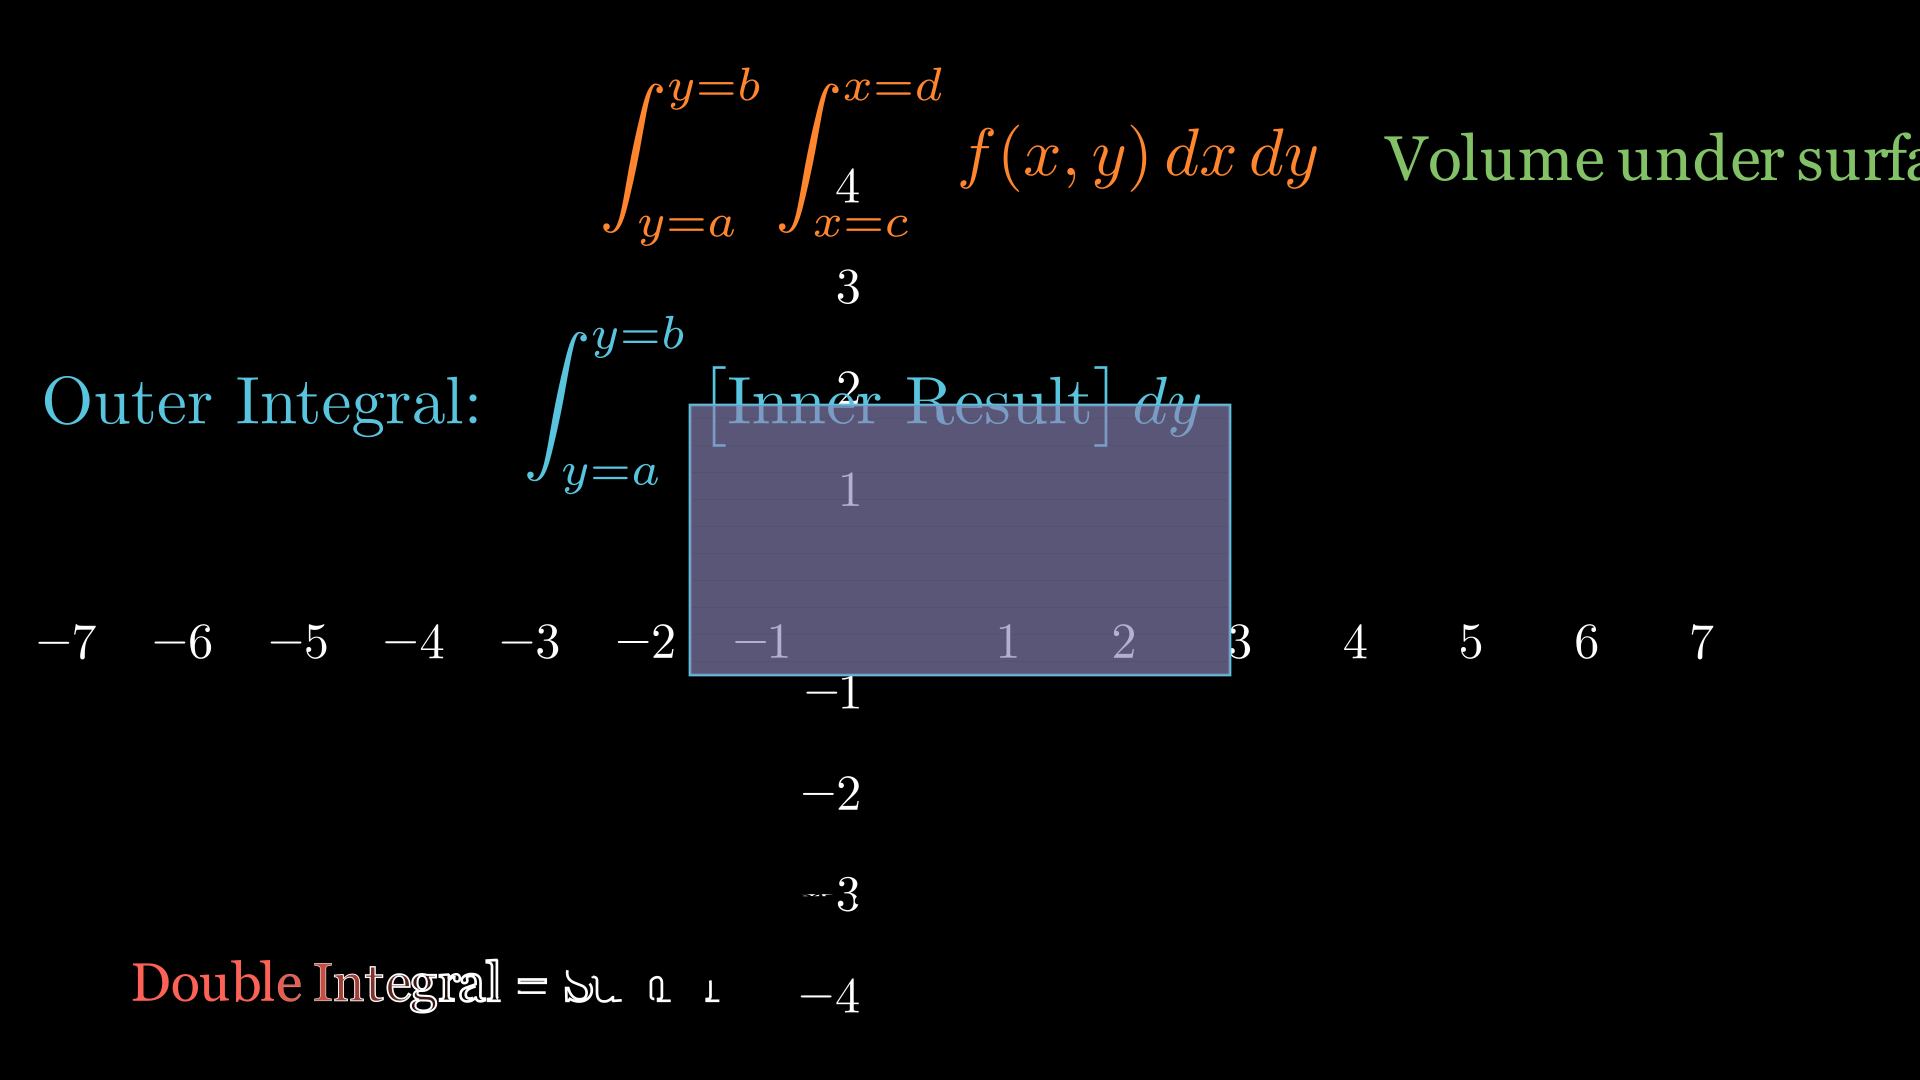 ∫_{y=a}^{y=b} ∫_{x=c}^{x=d} f(x, y) dx dy Volume under
4
3
Outer Integral: ∫_{y=a}^{y=b} [Inner Result] dy
2
1
−7 −6 −5 −4 −3 −2 −1 1 2 3 4 5 6 7
−1
−2
−3
Double Integral =
−4